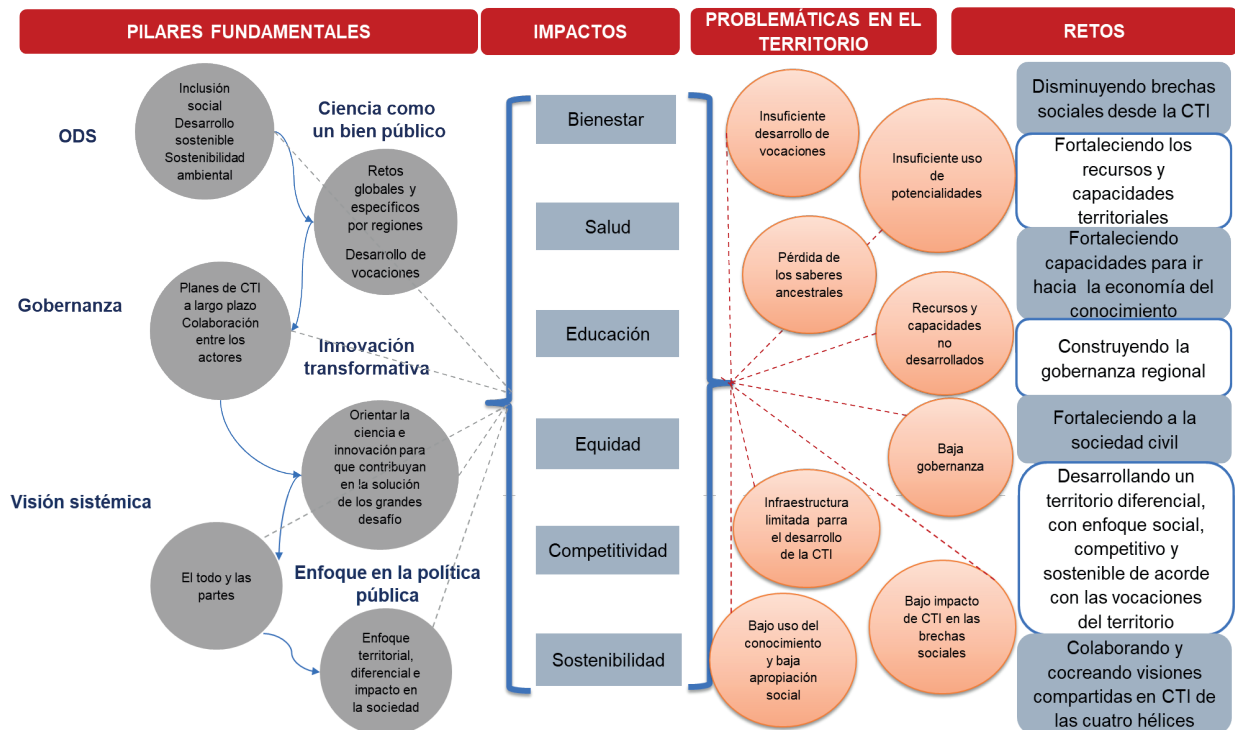 PILARES FUNDAMENTALES
IMPACTOS
PROBLEMÁTICAS EN EL
TERRITORIO
RETOS
ODS
Inclusión
social
Desarrollo
sostenible
Sostenibilidad
ambiental
Ciencia como
un bien público
Retos
globales y
específicos
por regiones
Desarrollo de
vocaciones
Gobernanza
Planes de CTI
a largo plazo
Colaboración
entre los
actores
Innovación
transformativa
Orientar la
ciencia e
innovación para
que contribuyan
en la solución
de los grandes
desafío
Visión sistémica
El todo y las
partes
Enfoque en la política
pública
Enfoque
territorial,
diferencial e
impacto en
la sociedad
Bienestar
Salud
Educación
Equidad
Competitividad
Sostenibilidad
Insuficiente
desarrollo de
vocaciones
Insuficiente uso
de
potencialidades
Pérdida de
los saberes
ancestrales
Recursos y
capacidades
no
desarrollados
Baja
gobernanza
Infraestructura
limitada parra
el desarrollo
de la CTI
Bajo impacto
de CTI en las
brechas
sociales
Bajo uso del
conocimiento
y baja
apropiación
social
Disminuyendo brechas
sociales desde la CTI
Fortaleciendo los
recursos y
capacidades
territoriales
Fortaleciendo
capacidades para ir
hacia la economía del
conocimiento
Construyendo la
gobernanza regional
Fortaleciendo a la
sociedad civil
Desarrollando un
territorio diferencial,
con enfoque social,
competitivo y
sostenible de acorde
con las vocaciones
del territorio
Colaborando y
cocreando visiones
compartidas en CTI de
las cuatro hélices